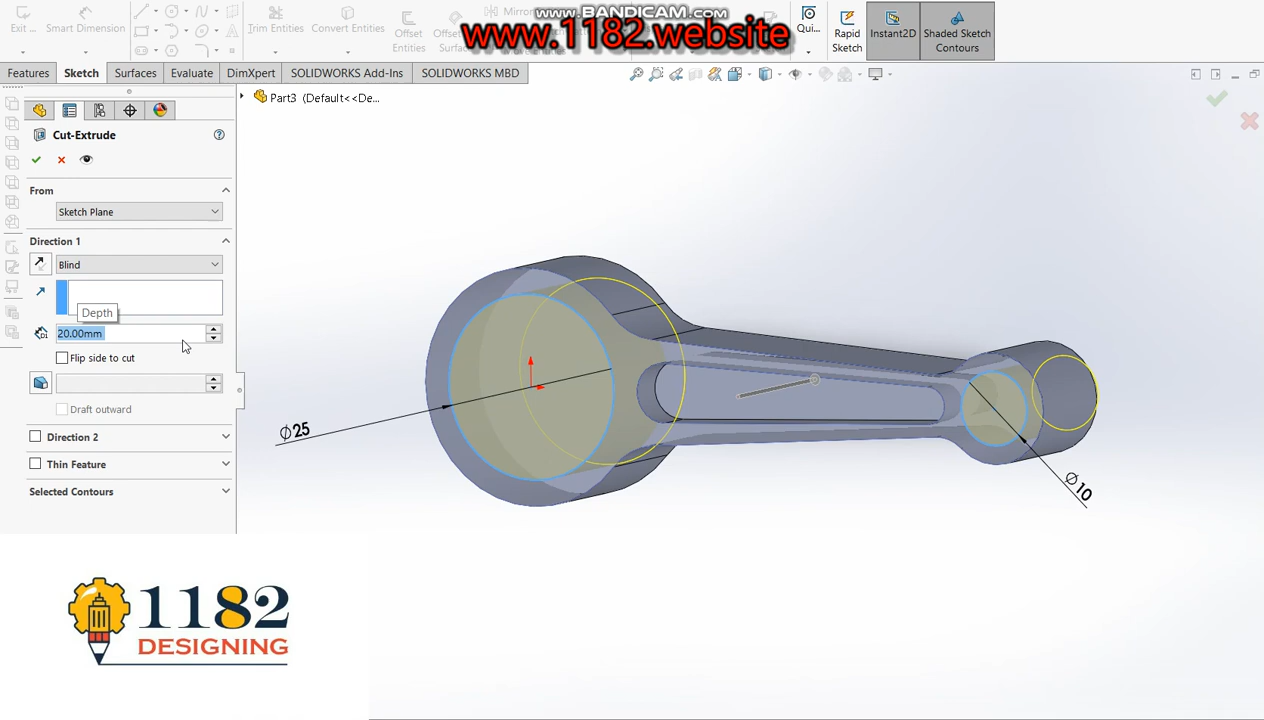 Exit ...
Smart Dimension
Trim Entities
Convert Entities
Offset
Entities
Mirror
www.BANDICAM.com
www.1182.website
Qui...
Rapid
Sketch
Instant2D
Shaded Sketch
Contours
Features
Sketch
Surfaces
Evaluate
DimXpert
SOLIDWORKS Add-Ins
SOLIDWORKS MBD
Part3 (Default<<De...
Cut-Extrude
From
Sketch Plane
Direction 1
Blind
Depth
20.00mm
Flip side to cut
Draft outward
Direction 2
Thin Feature
Selected Contours
Ø25
Ø10
1182
DESIGNING